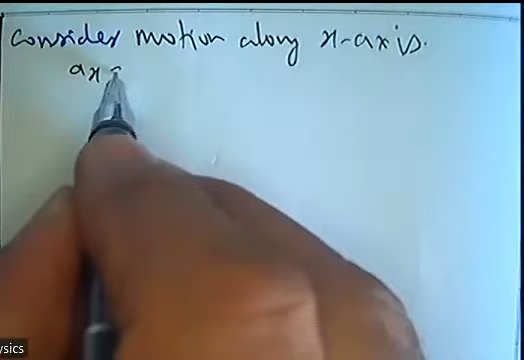 consider motion along x-axis.
ax =
ysics